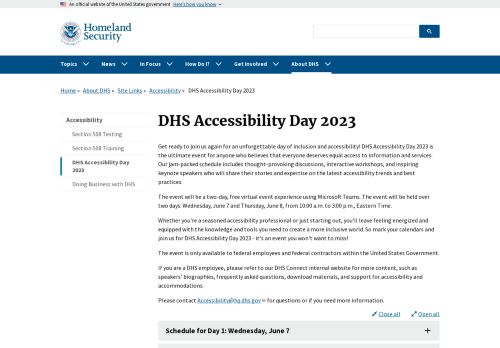 An official website of the United States government Here's how you know
Homeland
Security
Topics News In Focus How Do I? Get Involved About DHS
Home » About DHS » Site Links » Accessibility » DHS Accessibility Day 2023
Accessibility
Section 508 Testing
Section 508 Training
DHS Accessibility Day
2023
Doing Business with DHS
DHS Accessibility Day 2023
Get ready to join us again for an unforgettable day of inclusion and accessibility! DHS Accessibility Day 2023 is
the ultimate event for anyone who believes that everyone deserves equal access to information and services.
Our jam-packed schedule includes thought-provoking discussions, interactive workshops, and inspiring
keynote speakers who will share their stories and expertise on the latest accessibility trends and best
practices.
The event will be a two-day, free virtual event experience using Microsoft Teams. The event will be held over
two days: Wednesday, June 7 and Thursday, June 8, from 10:00 a.m. to 3:00 p.m., Eastern Time.
Whether you're a seasoned accessibility professional or just starting out, you'll leave feeling energized and
equipped with the knowledge and tools you need to create a more inclusive world. So mark your calendars and
join us for DHS Accessibility Day 2023 - it's an event you won't want to miss!
The event is only available to federal employees and federal contractors within the United States Government.
If you are a DHS employee, please refer to our DHS Connect internal website for more content, such as
speakers' biographies, frequently asked questions, download materials, and support for accessibility and
accommodations.
Please contact Accessibility@hq.dhs.gov for questions or if you need more information.
Close all Open all
Schedule for Day 1: Wednesday, June 7